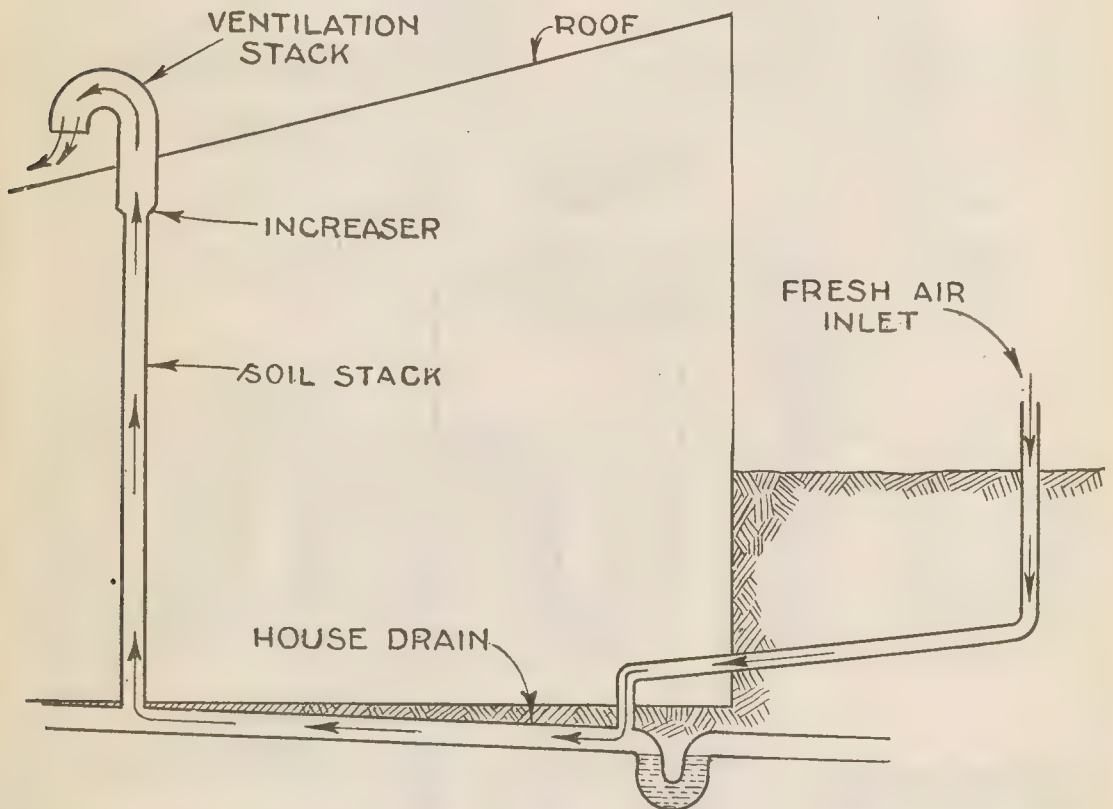 VENTILATION
STACK
ROOF
INCREASER
SOIL STACK
FRESH AIR
INLET
HOUSE DRAIN